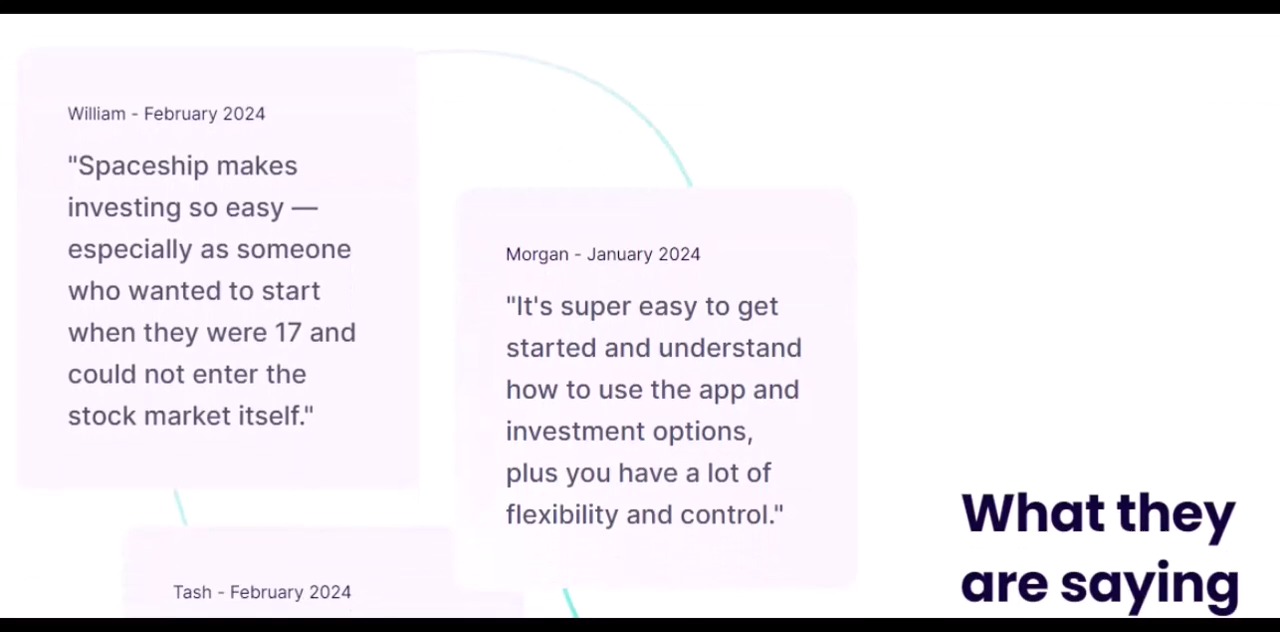 William - February 2024
"Spaceship makes
investing so easy —
especially as someone
who wanted to start
when they were 17 and
could not enter the
stock market itself."
Morgan - January 2024
"It's super easy to get
started and understand
how to use the app and
investment options,
plus you have a lot of
flexibility and control."
Tash - February 2024
What they
are saying